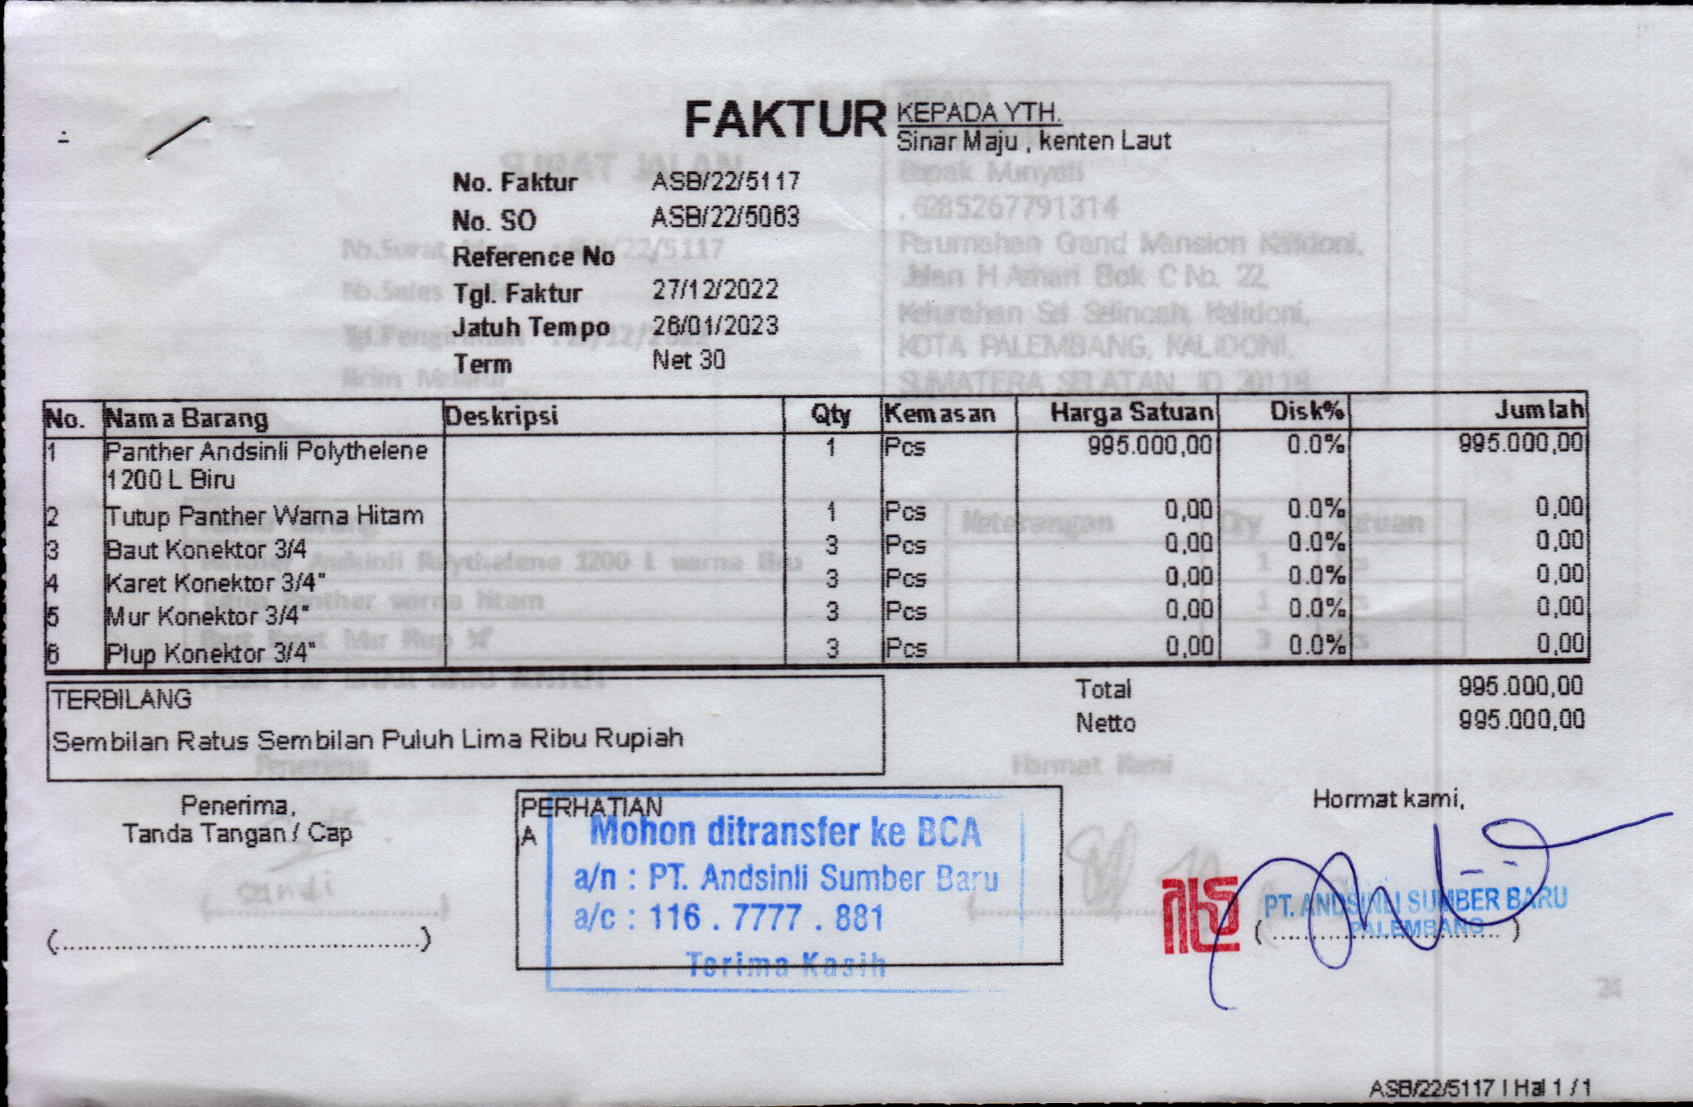 FAKTUR
KEPADA YTH.
Sinar Maju , kenten Laut
No. Faktur ASB/22/5117
No. SO ASB/22/5063
Reference No
Tgl. Faktur 27/12/2022
Jatuh Tempo 26/01/2023
Term Net 30
No. Nama Barang Deskripsi Qty Kemasan Harga Satuan Disk% Jumlah
1 Panther Andsinli Polythelene 1 Pcs 995.000,00 0.0% 995.000,00
1200 L Biru
2 Tutup Panther Warna Hitam 1 Pcs 0,00 0.0% 0,00
3 Baut Konektor 3/4 3 Pcs 0,00 0.0% 0,00
4 Karet Konektor 3/4" 3 Pcs 0,00 0.0% 0,00
5 Mur Konektor 3/4" 3 Pcs 0,00 0.0% 0,00
6 Plup Konektor 3/4" 3 Pcs 0,00 0.0% 0,00
TERBILANG
Sembilan Ratus Sembilan Puluh Lima Ribu Rupiah
Total 995.000,00
Netto 995.000,00
Penerima,
Tanda Tangan / Cap
(..............................................)
PERHATIAN
A
Mohon ditransfer ke BCA
a/n : PT. Andsinli Sumber Baru
a/c : 116 . 7777 . 881
Terima Kasih
Hormat kami,
PT. ANDSINLI SUMBER BARU
PALEMBANG
(.............................)
ASB/22/5117 | Hal 1 / 1